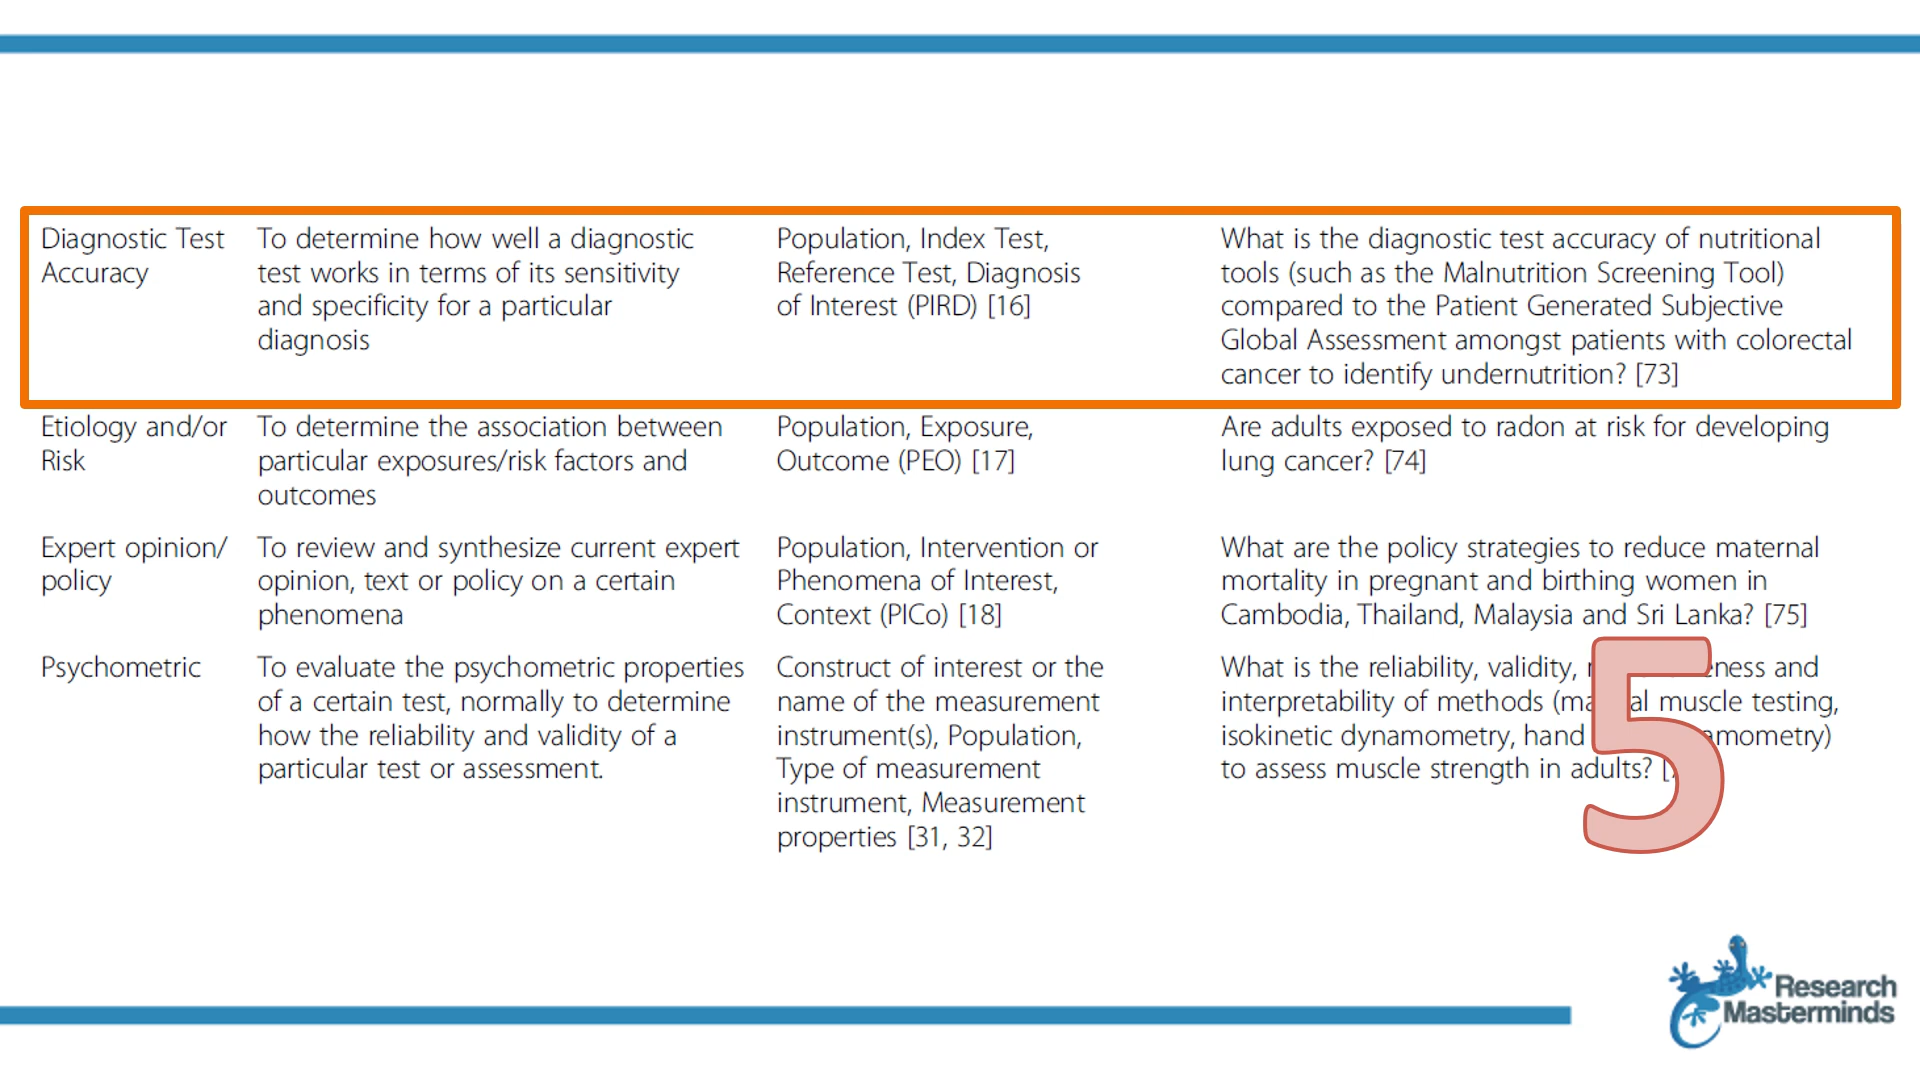 Diagnostic Test
Accuracy
To determine how well a diagnostic
test works in terms of its sensitivity
and specificity for a particular
diagnosis
Population, Index Test,
Reference Test, Diagnosis
of Interest (PIRD) [16]
What is the diagnostic test accuracy of nutritional
tools (such as the Malnutrition Screening Tool)
compared to the Patient Generated Subjective
Global Assessment amongst patients with colorectal
cancer to identify undernutrition? [73]
Etiology and/or
Risk
To determine the association between
particular exposures/risk factors and
outcomes
Population, Exposure,
Outcome (PEO) [17]
Are adults exposed to radon at risk for developing
lung cancer? [74]
Expert opinion/
policy
To review and synthesize current expert
opinion, text or policy on a certain
phenomena
Population, Intervention or
Phenomena of Interest,
Context (PICo) [18]
What are the policy strategies to reduce maternal
mortality in pregnant and birthing women in
Cambodia, Thailand, Malaysia and Sri Lanka? [75]
Psychometric
To evaluate the psychometric properties
of a certain test, normally to determine
how the reliability and validity of a
particular test or assessment.
Construct of interest or the
name of the measurement
instrument(s), Population,
Type of measurement
instrument, Measurement
properties [31, 32]
What is the reliability, validity, and
interpretability of methods ( muscle testing,
isokinetic dynamometry, hand
to assess muscle strength in adults?
5
Research
Masterminds